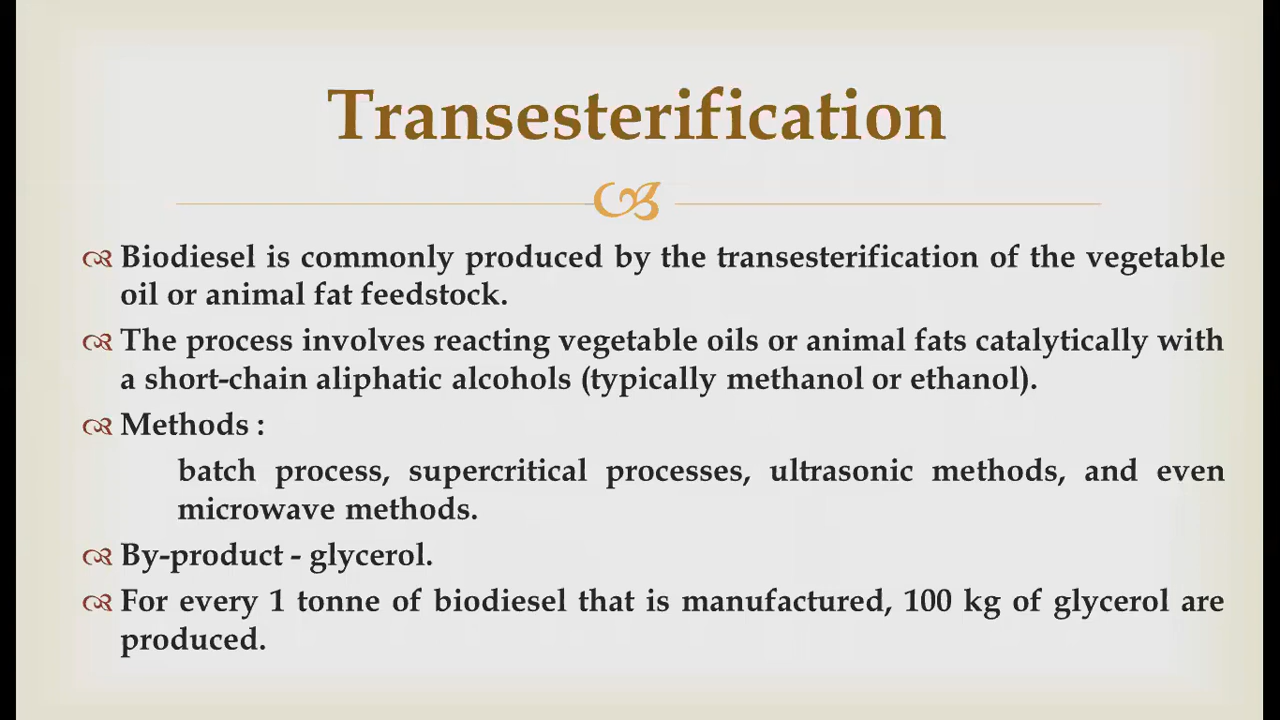 Transesterification
Biodiesel is commonly produced by the transesterification of the vegetable
oil or animal fat feedstock.
The process involves reacting vegetable oils or animal fats catalytically with
a short-chain aliphatic alcohols (typically methanol or ethanol).
Methods :
batch process, supercritical processes, ultrasonic methods, and even
microwave methods.
By-product - glycerol.
For every 1 tonne of biodiesel that is manufactured, 100 kg of glycerol are
produced.